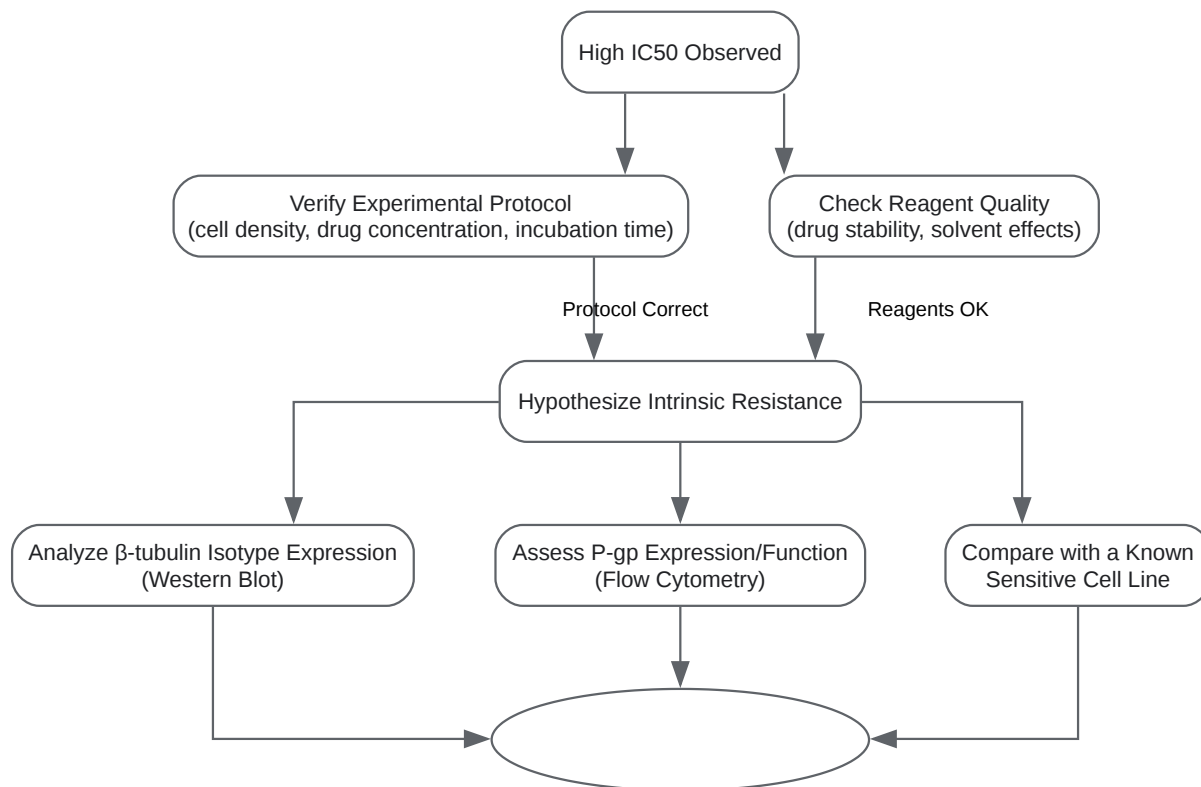 High IC50 Observed
Verify Experimental Protocol
(cell density, drug concentration, incubation time)
Check Reagent Quality
(drug stability, solvent effects)
Protocol Correct
Reagents OK
Hypothesize Intrinsic Resistance
Analyze β-tubulin Isotype Expression
(Western Blot)
Assess P-gp Expression/Function
(Flow Cytometry)
Compare with a Known
Sensitive Cell Line